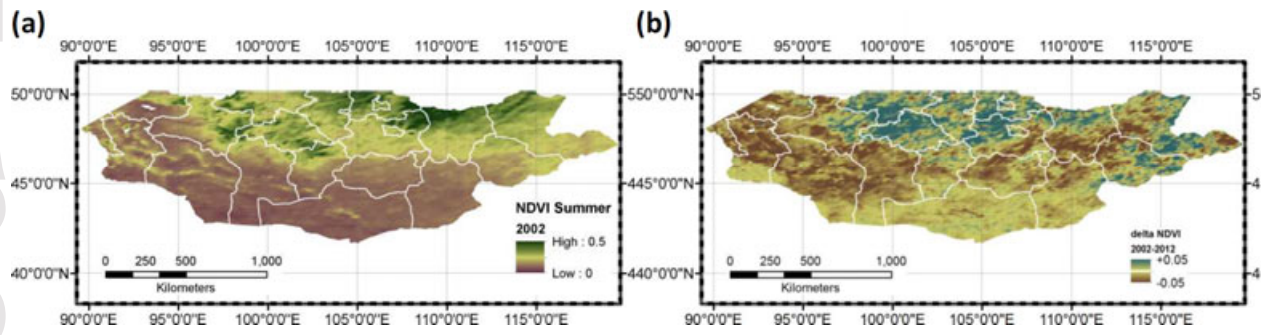 (a)
90°0'0"E 95°0'0"E 100°0'0"E 105°0'0"E 110°0'0"E 115°0'0"E
50°0'0"N
45°0'0"N
40°0'0"N
NDVI Summer
2002
High : 0.5
Low : 0
0 250 500 1,000
Kilometers
90°0'0"E 95°0'0"E 100°0'0"E 105°0'0"E 110°0'0"E 115°0'0"E
(b)
90°0'0"E 95°0'0"E 100°0'0"E 105°0'0"E 110°0'0"E 115°0'0"E
50°0'0"N
45°0'0"N
40°0'0"N
5
4
4
delta NDVI
2002-2012
+0.05
-0.05
0 250 500 1,000
Kilometers
90°0'0"E 95°0'0"E 100°0'0"E 105°0'0"E 110°0'0"E 115°0'0"E